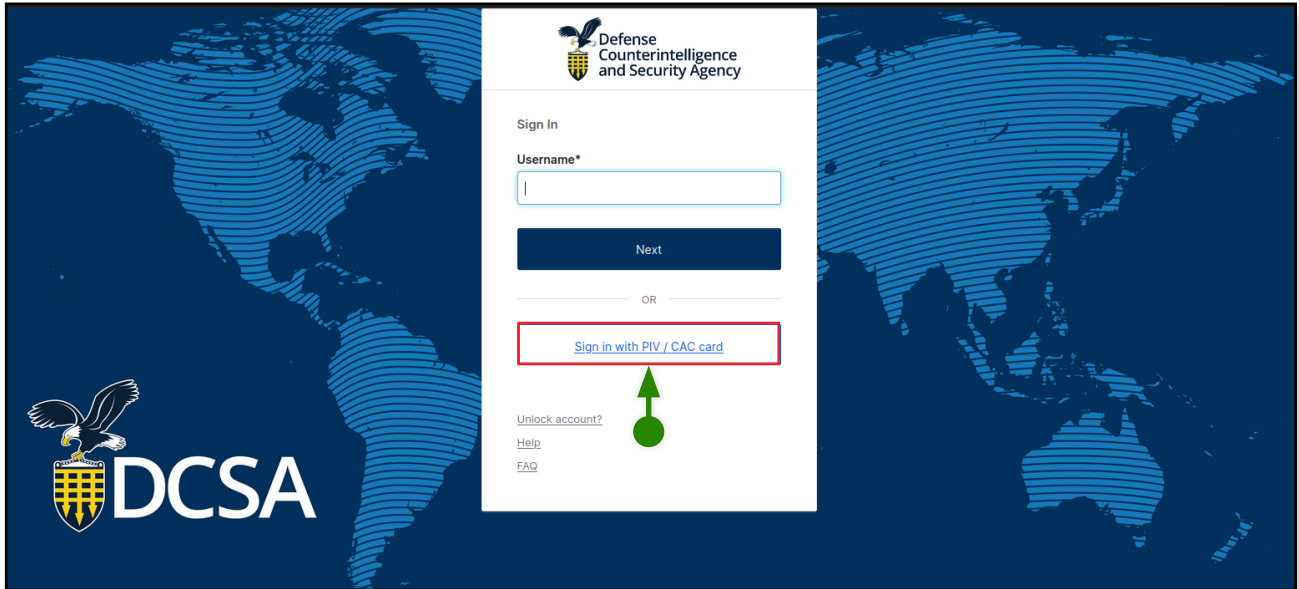 Defense
Counterintelligence
and Security Agency
Sign In
Username*
Next
OR
Sign in with PIV / CAC card
Unlock account?
Help
FAQ
DCSA